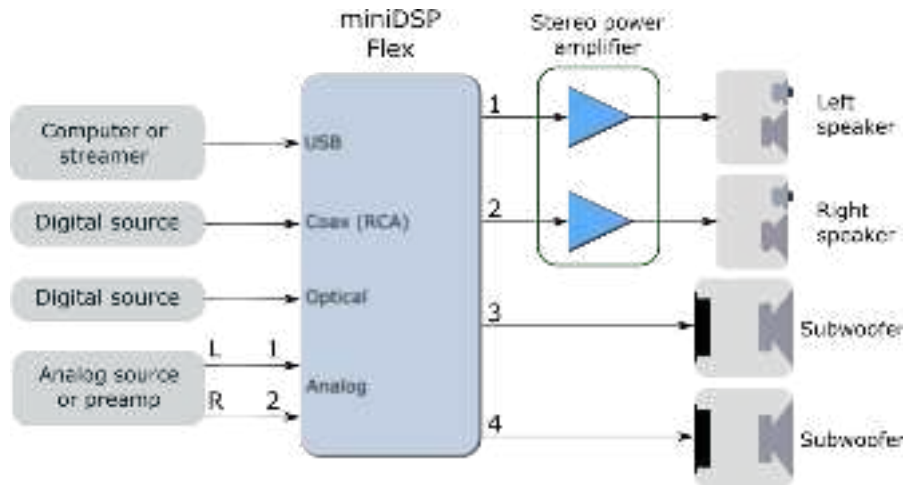 miniDSP
Flex
Stereo power
amplifier
Computer or
streamer
USB
1
Left
speaker
Digital source
Coax (RCA)
2
Right
speaker
Digital source
Optical
3
Subwoofer
Analog source
or preamp
L 1
R 2
Analog
4
Subwoofer